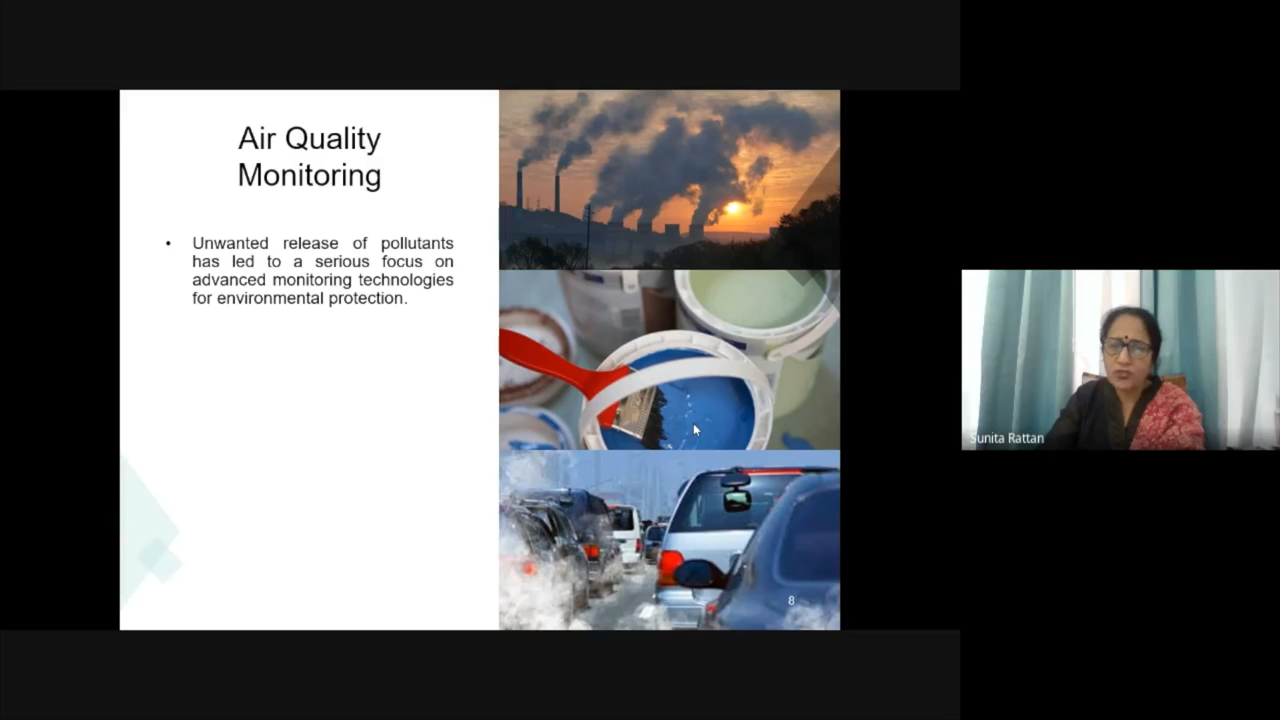 Air Quality
Monitoring
• Unwanted release of pollutants
has led to a serious focus on
advanced monitoring technologies
for environmental protection.
8
Sunita Rattan